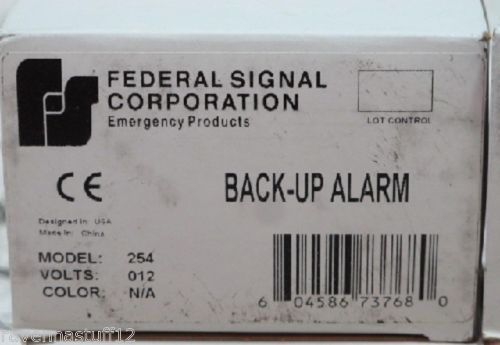 FEDERAL SIGNAL
CORPORATION
Emergency Products
LOT CONTROL
CE
BACK-UP ALARM
Designed in: USA
Made in: China
MODEL: 254
VOLTS: 012
COLOR: N/A
6 04586 73768 0
ravennastuff12